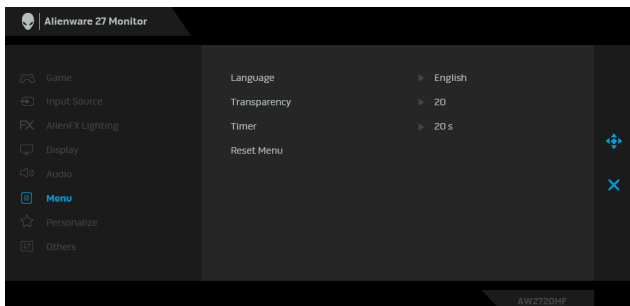 Alienware 27 Monitor
Game
Input Source
FX AlienFX Lighting
Display
Audio
Menu
Personalize
Others
Language English
Transparency 20
Timer 20 s
Reset Menu
AW2720HF